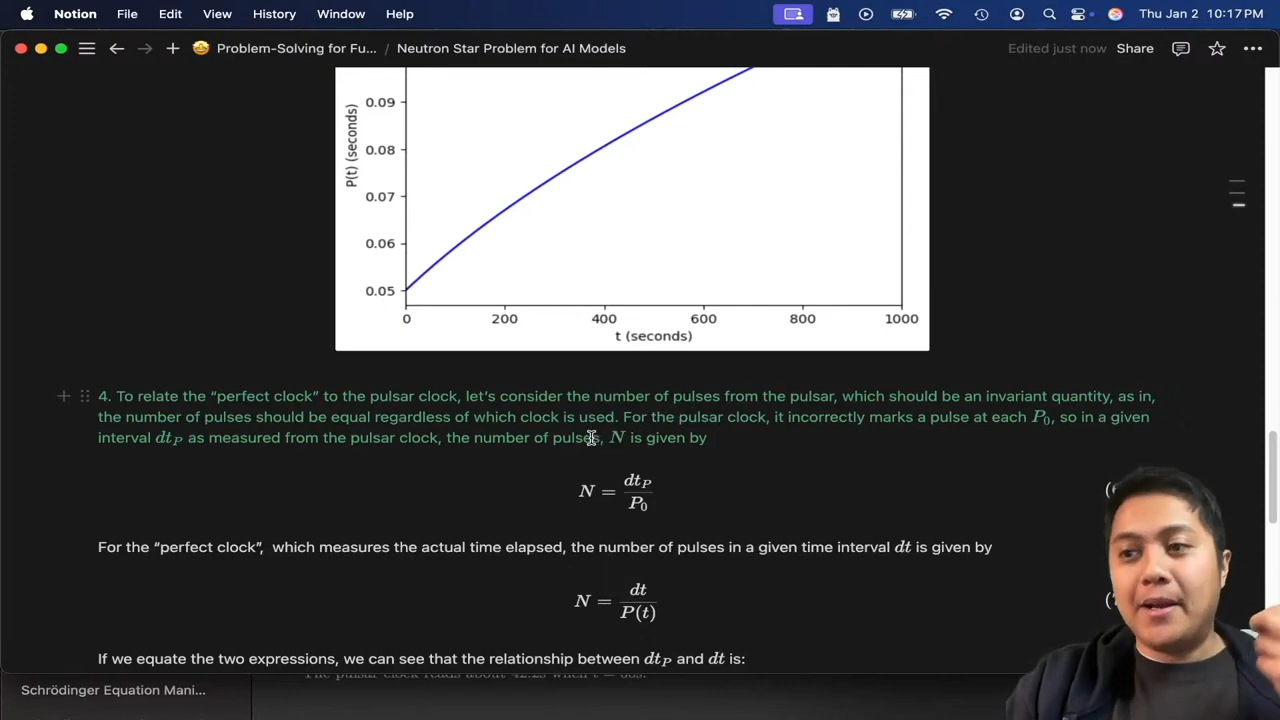 Notion File Edit View History Window Help Thu Jan 2 10:17 PM
🤩 Problem-Solving for Fu... / Neutron Star Problem for AI Models Edited just now Share
P(t) (seconds)
0.09
0.08
0.07
0.06
0.05
0 200 400 600 800 1000
t (seconds)
4. To relate the “perfect clock” to the pulsar clock, let’s consider the number of pulses from the pulsar, which should be an invariant quantity, as in,
the number of pulses should be equal regardless of which clock is used. For the pulsar clock, it incorrectly marks a pulse at each P₀, so in a given
interval dt_P as measured from the pulsar clock, the number of pulses, N is given by
N = dt_P / P₀
For the “perfect clock”, which measures the actual time elapsed, the number of pulses in a given time interval dt is given by
N = dt / P(t)
If we equate the two expressions, we can see that the relationship between dt_P and dt is:
Schrödinger Equation Mani...